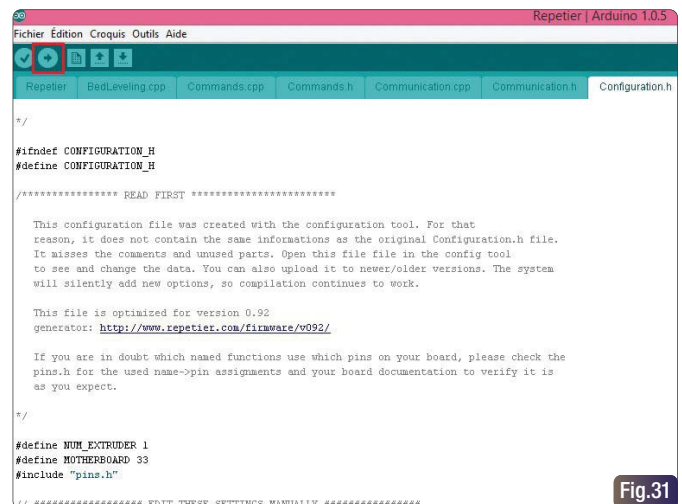 Repetier | Arduino 1.0.5
Fichier Édition Croquis Outils Aide
Repetier BedLeveling.cpp Commands.cpp Commands.h Communication.cpp Communication.h Configuration.h
*/
#ifndef CONFIGURATION_H
#define CONFIGURATION_H
/**************** READ FIRST ************************
This configuration file was created with the configuration tool. For that
reason, it does not contain the same informations as the original Configuration.h file.
It misses the comments and unused parts. Open this file file in the config tool
to see and change the data. You can also upload it to newer/older versions. The system
will silently add new options, so compilation continues to work.
This file is optimized for version 0.92
generator: http://www.repetier.com/firmware/v092/
If you are in doubt which named functions use which pins on your board, please check the
pins.h for the used name->pin assignments and your board documentation to verify it is
as you expect.
*/
#define NUM_EXTRUDER 1
#define MOTHERBOARD 33
#include "pins.h"
// ################## EDIT THESE SETTINGS MANUALLY ################
Fig.31